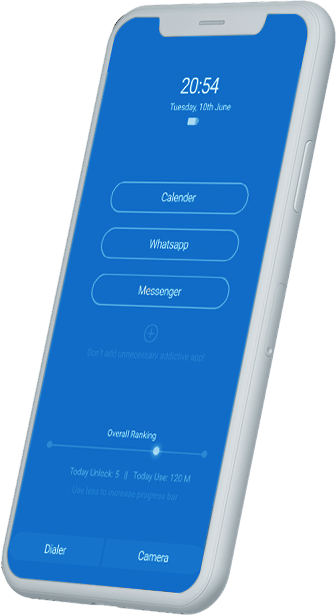 20:54
Tuesday, 10th June
Calender
Whatsapp
Messenger
Don't add unnecessary addictive app!
Overall Ranking
Today Unlock: 5 || Today Use: 120 M
Use less to increase progress bar
Dialer
Camera